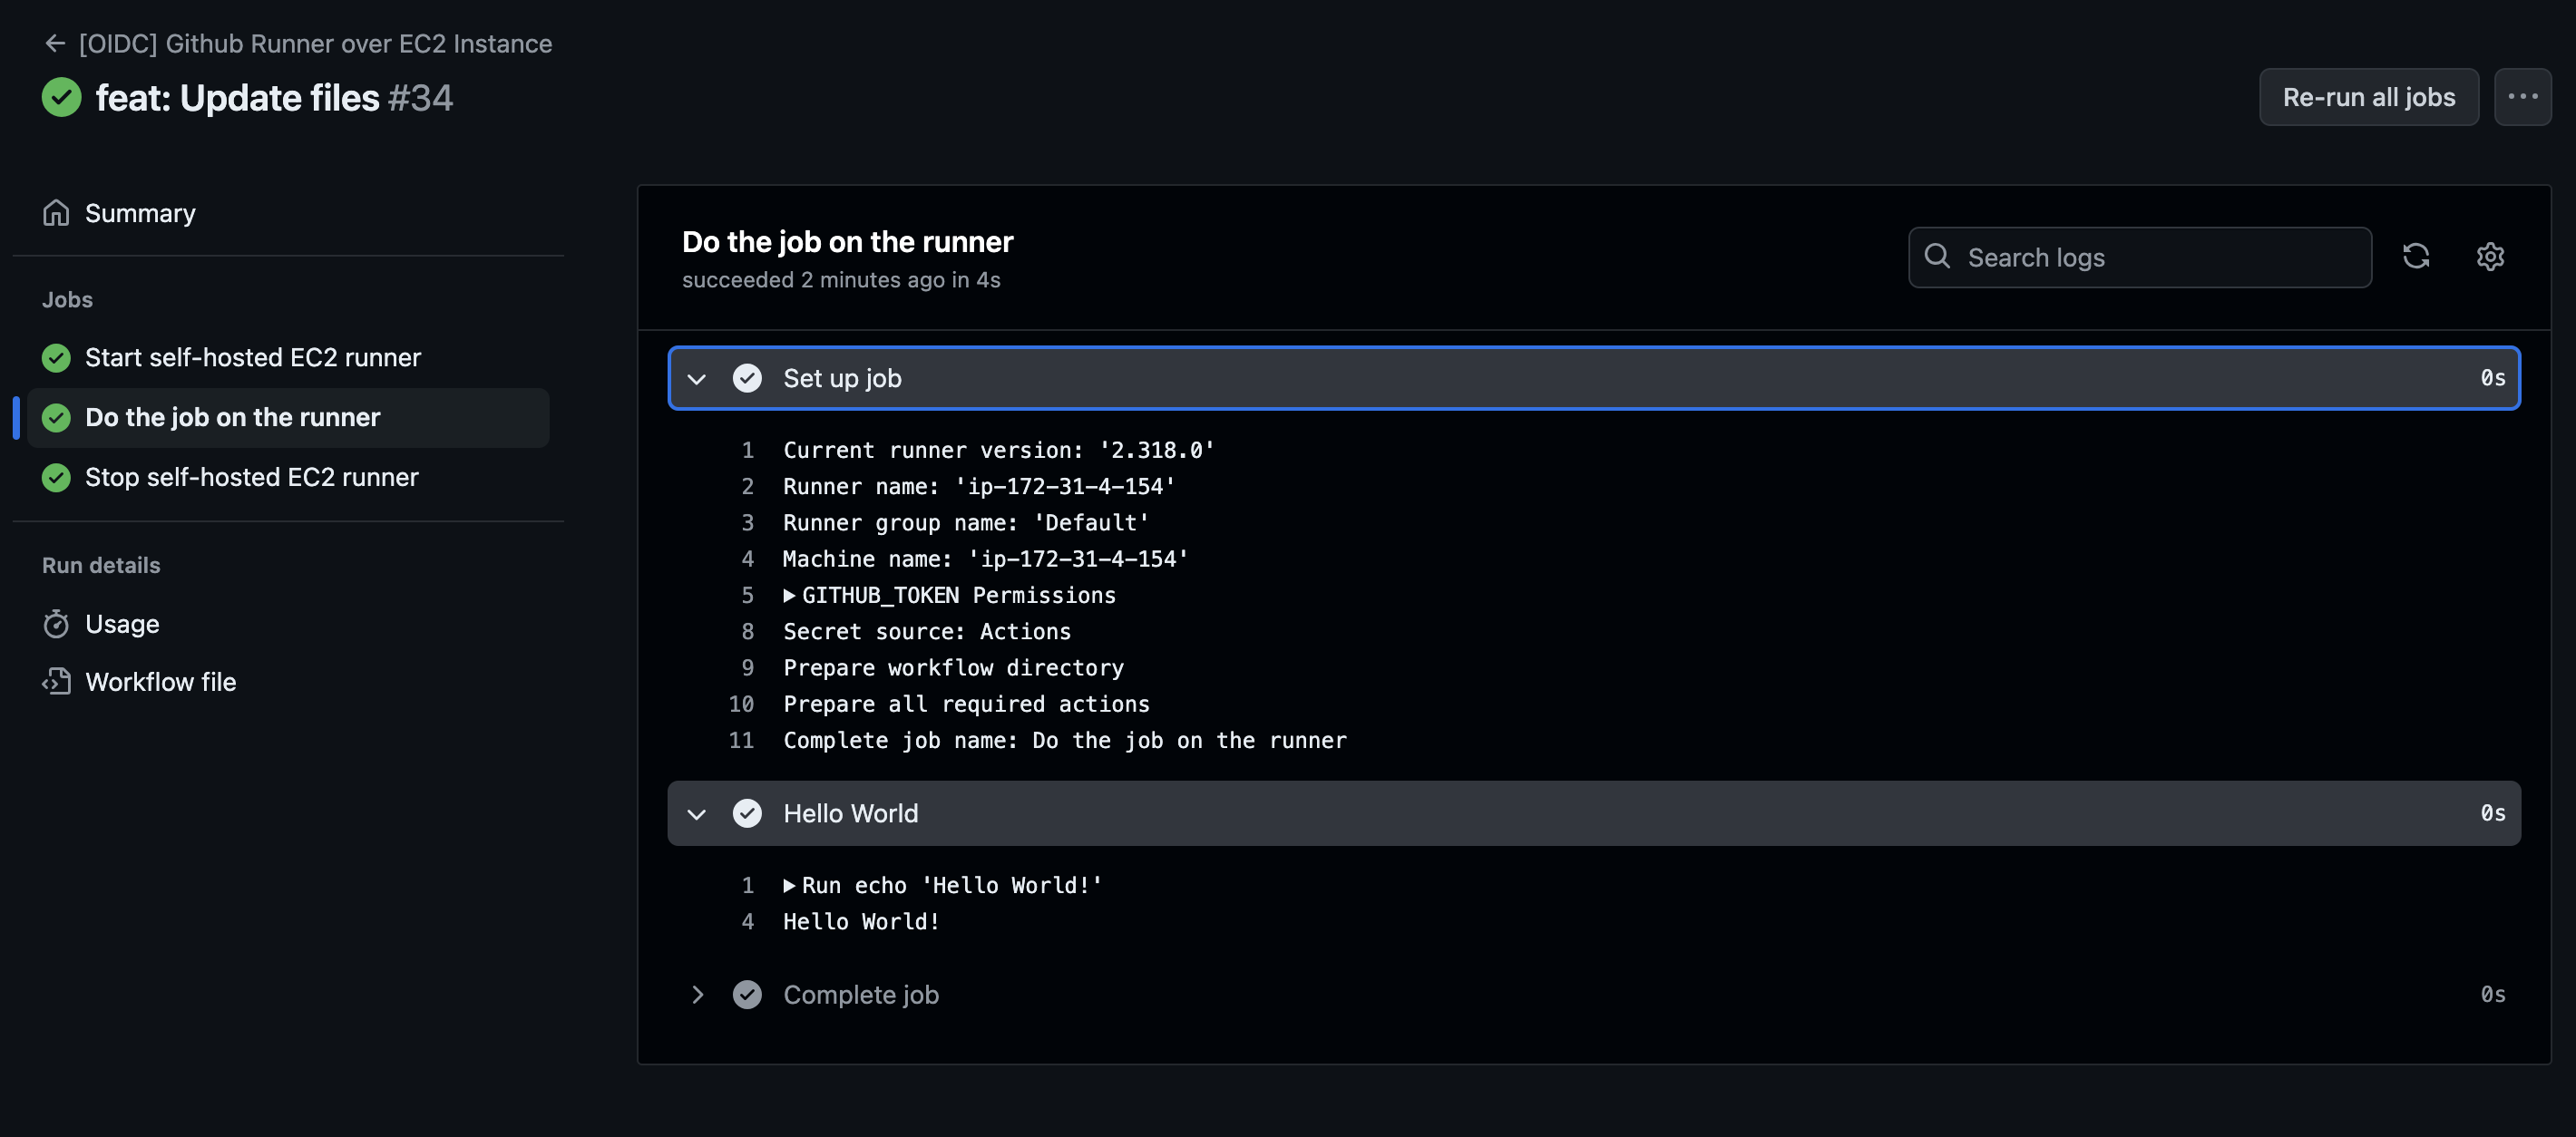 [OIDC] Github Runner over EC2 Instance
feat: Update files #34
Re-run all jobs
Summary
Jobs
Start self-hosted EC2 runner
Do the job on the runner
Stop self-hosted EC2 runner
Run details
Usage
Workflow file
Do the job on the runner
succeeded 2 minutes ago in 4s
Search logs
Set up job 0s
1 Current runner version: '2.318.0'
2 Runner name: 'ip-172-31-4-154'
3 Runner group name: 'Default'
4 Machine name: 'ip-172-31-4-154'
5 GITHUB_TOKEN Permissions
8 Secret source: Actions
9 Prepare workflow directory
10 Prepare all required actions
11 Complete job name: Do the job on the runner
Hello World 0s
1 Run echo 'Hello World!'
4 Hello World!
Complete job 0s